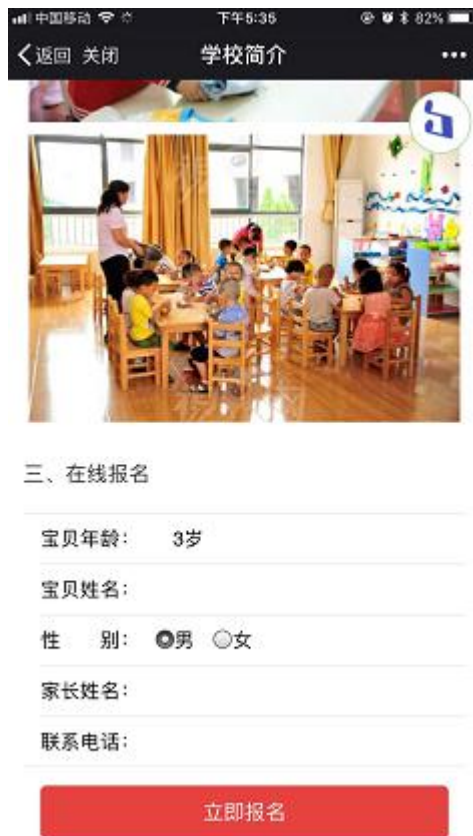 中国移动 下午5:35 82%
返回 关闭 学校简介
三、在线报名
宝贝年龄： 3岁
宝贝姓名：
性 别： 男 女
家长姓名：
联系电话：
立即报名